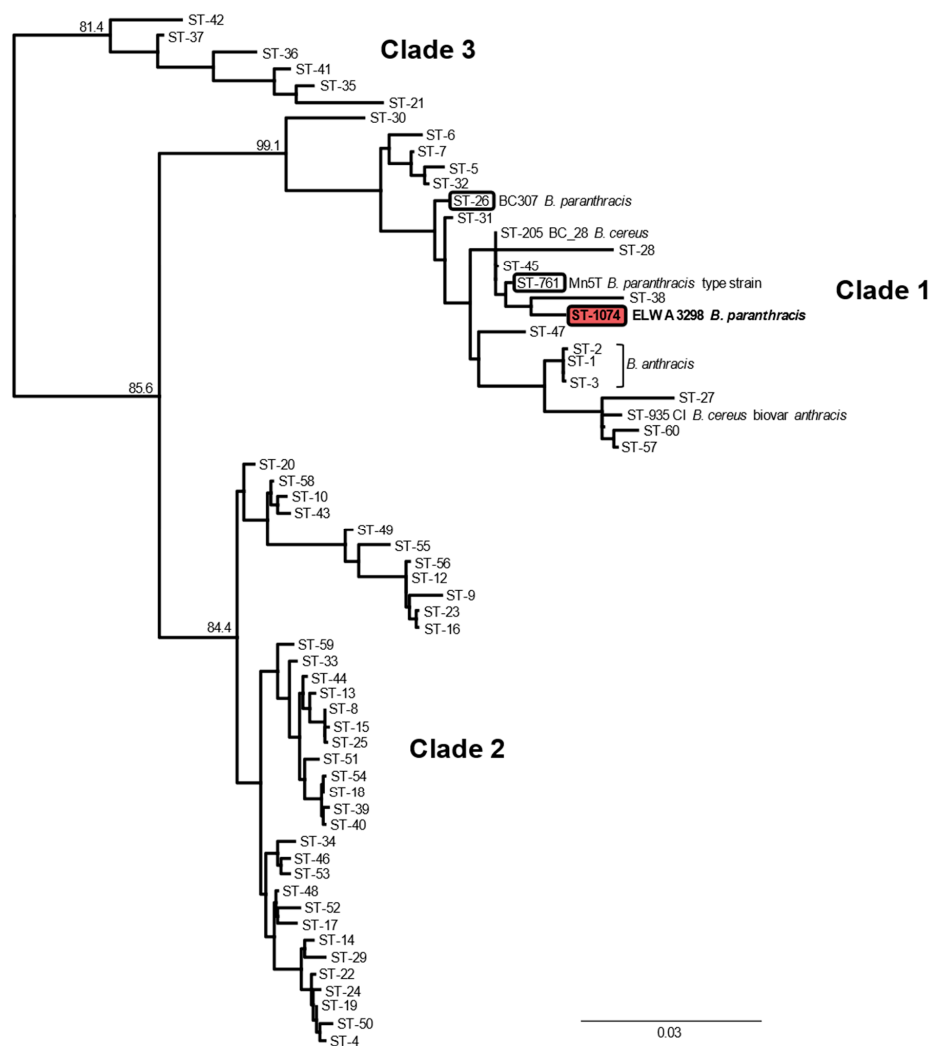 81.4
ST-42
ST-37
ST-36
Clade 3
ST-41
ST-35
ST-21
ST-30
99.1
ST-6
ST-7
ST-5
ST-32
ST-26 BC307 B. paranthracis
ST-31
ST-205 BC_28 B. cereus
ST-28
ST-45
ST-761 Mn5T B. paranthracis type strain
Clade 1
ST-38
ST-1074 ELWA3298 B. paranthracis
ST-47
ST-2
ST-1 B. anthracis
ST-3
85.6
ST-27
ST-935 CI B. cereus biovar anthracis
ST-60
ST-57
ST-20
ST-58
ST-10
ST-43
ST-49
ST-55
ST-56
ST-12
ST-9
ST-23
ST-16
84.4
ST-59
ST-33
ST-44
ST-13
ST-8
ST-15
ST-25
Clade 2
ST-51
ST-54
ST-18
ST-39
ST-40
ST-34
ST-46
ST-53
ST-48
ST-52
ST-17
ST-14
ST-29
ST-22
ST-24
ST-19
ST-50
ST-4
0.03